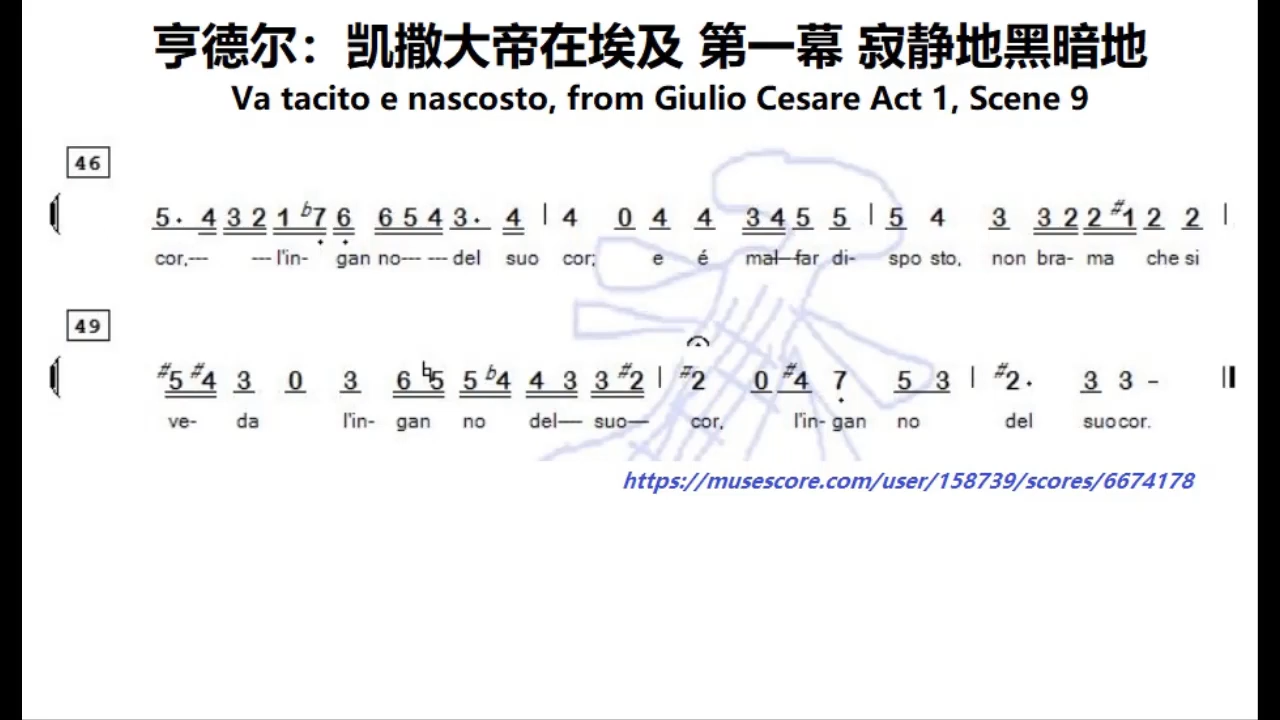 亨德尔：凯撒大帝在埃及 第一幕 寂静地黑暗地
Va tacito e nascosto, from Giulio Cesare Act 1, Scene 9
46
5. 4 3 2 1 b7 6 6 5 4 3. 4 | 4 0 4 4 3 4 5 5 | 5 4 3 3 2 2 #1 2 2 |
cor,--- --- l'in- gan no--- --- del suo cor; e é mal—far di- spo sto, non bra- ma che si
49
#5 #4 3 0 3 6 ♮5 5 b4 4 3 3 #2 | #2 0 #4 7 5 3 | #2. 3 3 - ||
ve- da l'in- gan no del— suo— cor, l'in- gan no del suo cor.
https://musescore.com/user/158739/scores/6674178